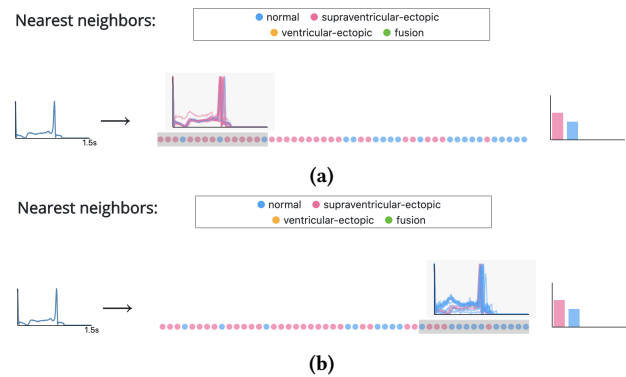 Nearest neighbors:
normal supraventricular-ectopic
ventricular-ectopic fusion
1.5s
(a)
Nearest neighbors:
normal supraventricular-ectopic
ventricular-ectopic fusion
1.5s
(b)